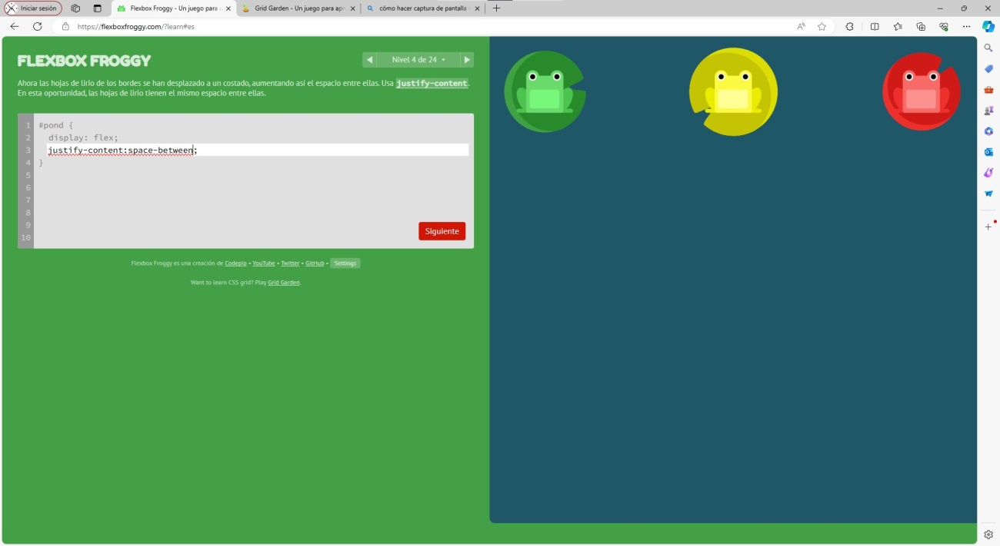 Iniciar sesión
Flexbox Froggy - Un juego para a
Grid Garden - Un juego para apr
cómo hacer captura de pantalla
https://flexboxfroggy.com/?learn#es
FLEXBOX FROGGY
Nivel 4 de 24
Ahora las hojas de lirio de los bordes se han desplazado a un costado, aumentando así el espacio entre ellas. Usa justify-content.
En esta oportunidad, las hojas de lirio tienen el mismo espacio entre ellas.
1 #pond {
2 display: flex;
3 justify-content:space-between;
4 }
5
6
7
8
9
10
Siguiente
Flexbox Froggy es una creación de Codepip • YouTube • Twitter • GitHub • Settings
Want to learn CSS grid? Play Grid Garden.